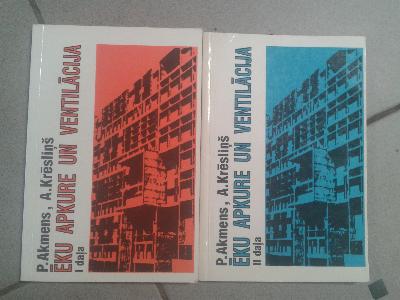 P.Akmens, A.Krēsliņš
ĒKU APKURE UN VENTILĀCIJA
I daļa
P.Akmens, A.Krēsliņš
ĒKU APKURE UN VENTILĀCIJA
II daļa